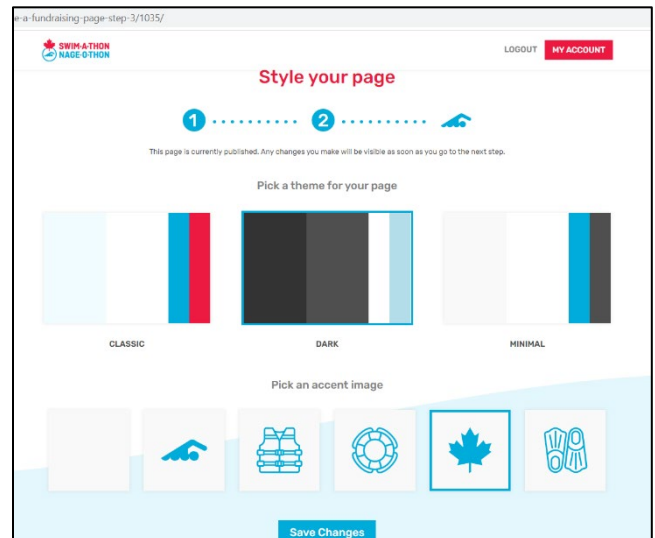 e-a-fundraising-page-step-3/1035/
SWIM-A-THON
NAGE-O-THON
LOGOUT MY ACCOUNT
Style your page
1 2
This page is currently published. Any changes you make will be visible as soon as you go to the next step.
Pick a theme for your page
CLASSIC DARK MINIMAL
Pick an accent image
Save Changes